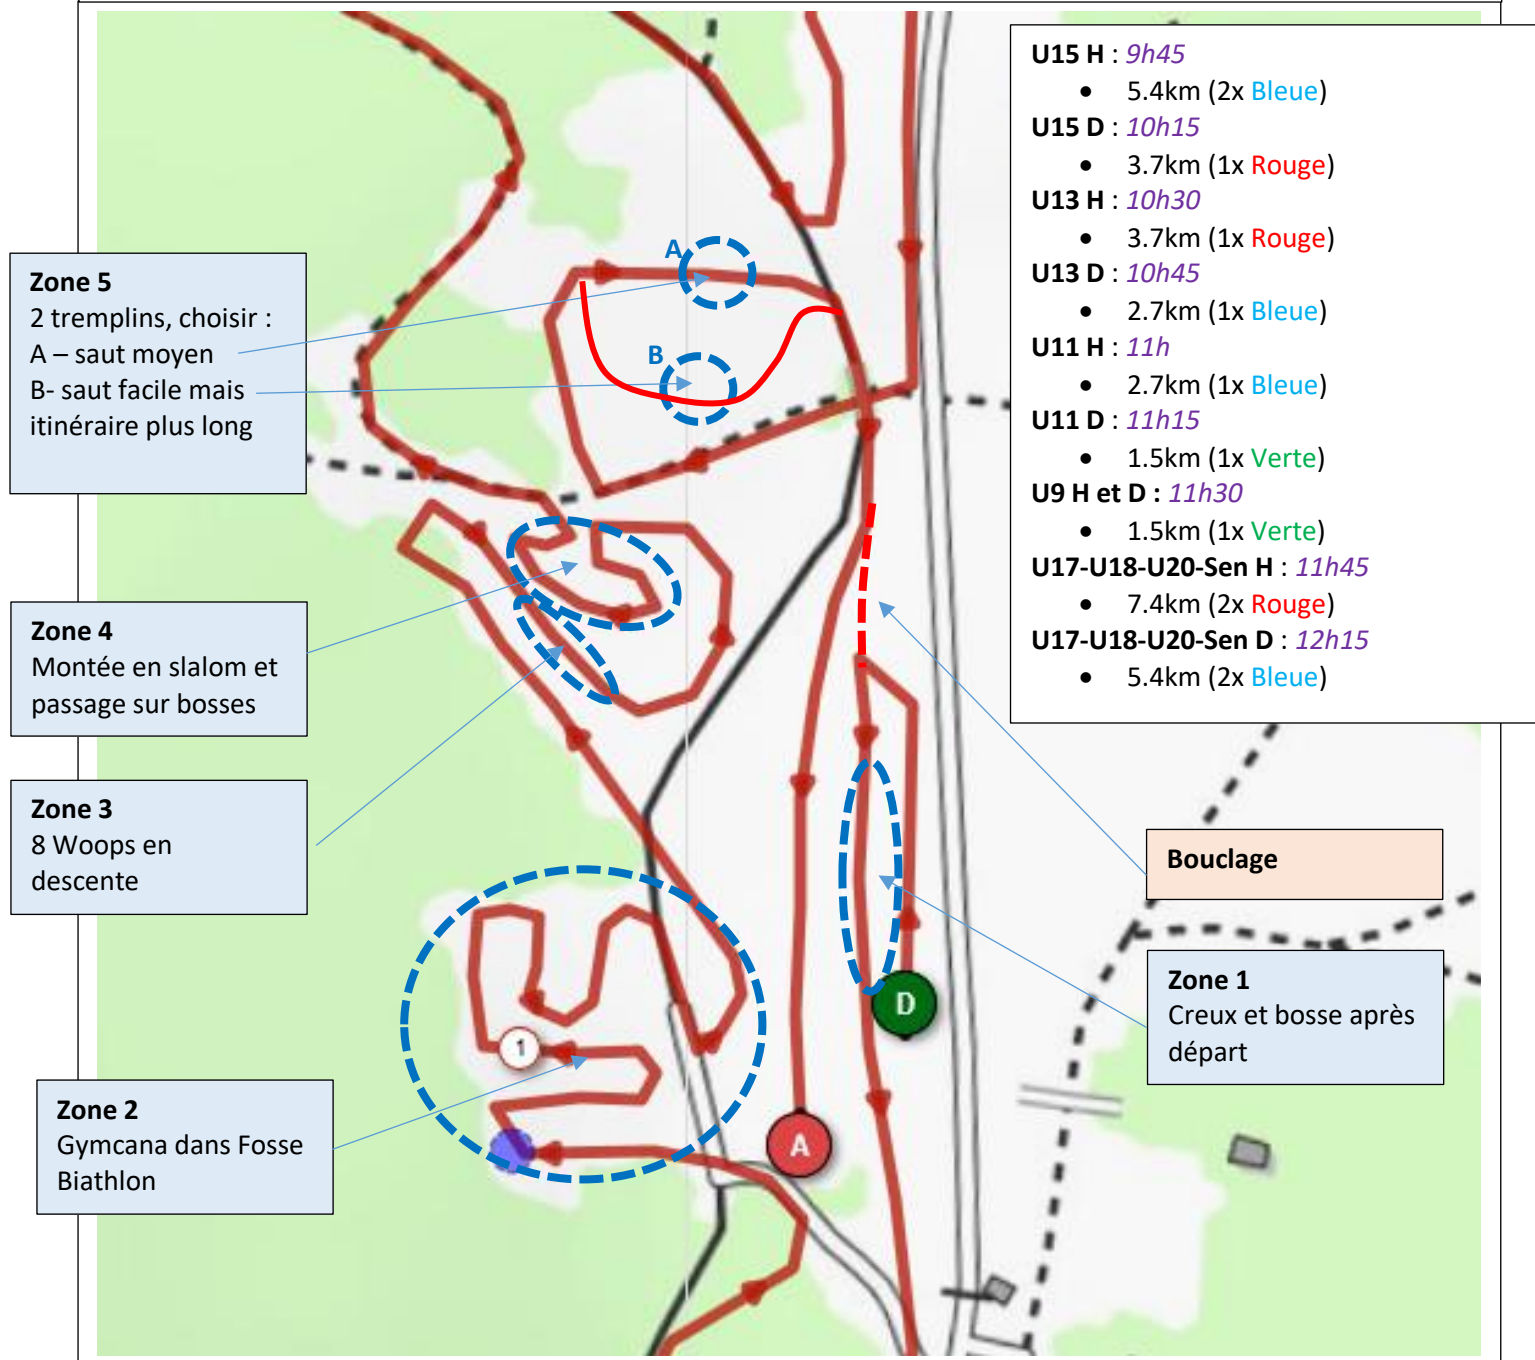 U15 H : 9h45
• 5.4km (2x Bleue)
U15 D : 10h15
• 3.7km (1x Rouge)
U13 H : 10h30
• 3.7km (1x Rouge)
U13 D : 10h45
• 2.7km (1x Bleue)
U11 H : 11h
• 2.7km (1x Bleue)
U11 D : 11h15
• 1.5km (1x Verte)
U9 H et D : 11h30
• 1.5km (1x Verte)
U17-U18-U20-Sen H : 11h45
• 7.4km (2x Rouge)
U17-U18-U20-Sen D : 12h15
• 5.4km (2x Bleue)
A
B
Zone 5
2 tremplins, choisir :
A – saut moyen
B- saut facile mais
itinéraire plus long
Zone 4
Montée en slalom et
passage sur bosses
Zone 3
8 Woops en
descente
Bouclage
Zone 1
Creux et bosse après
départ
D
1
A
Zone 2
Gymcana dans Fosse
Biathlon